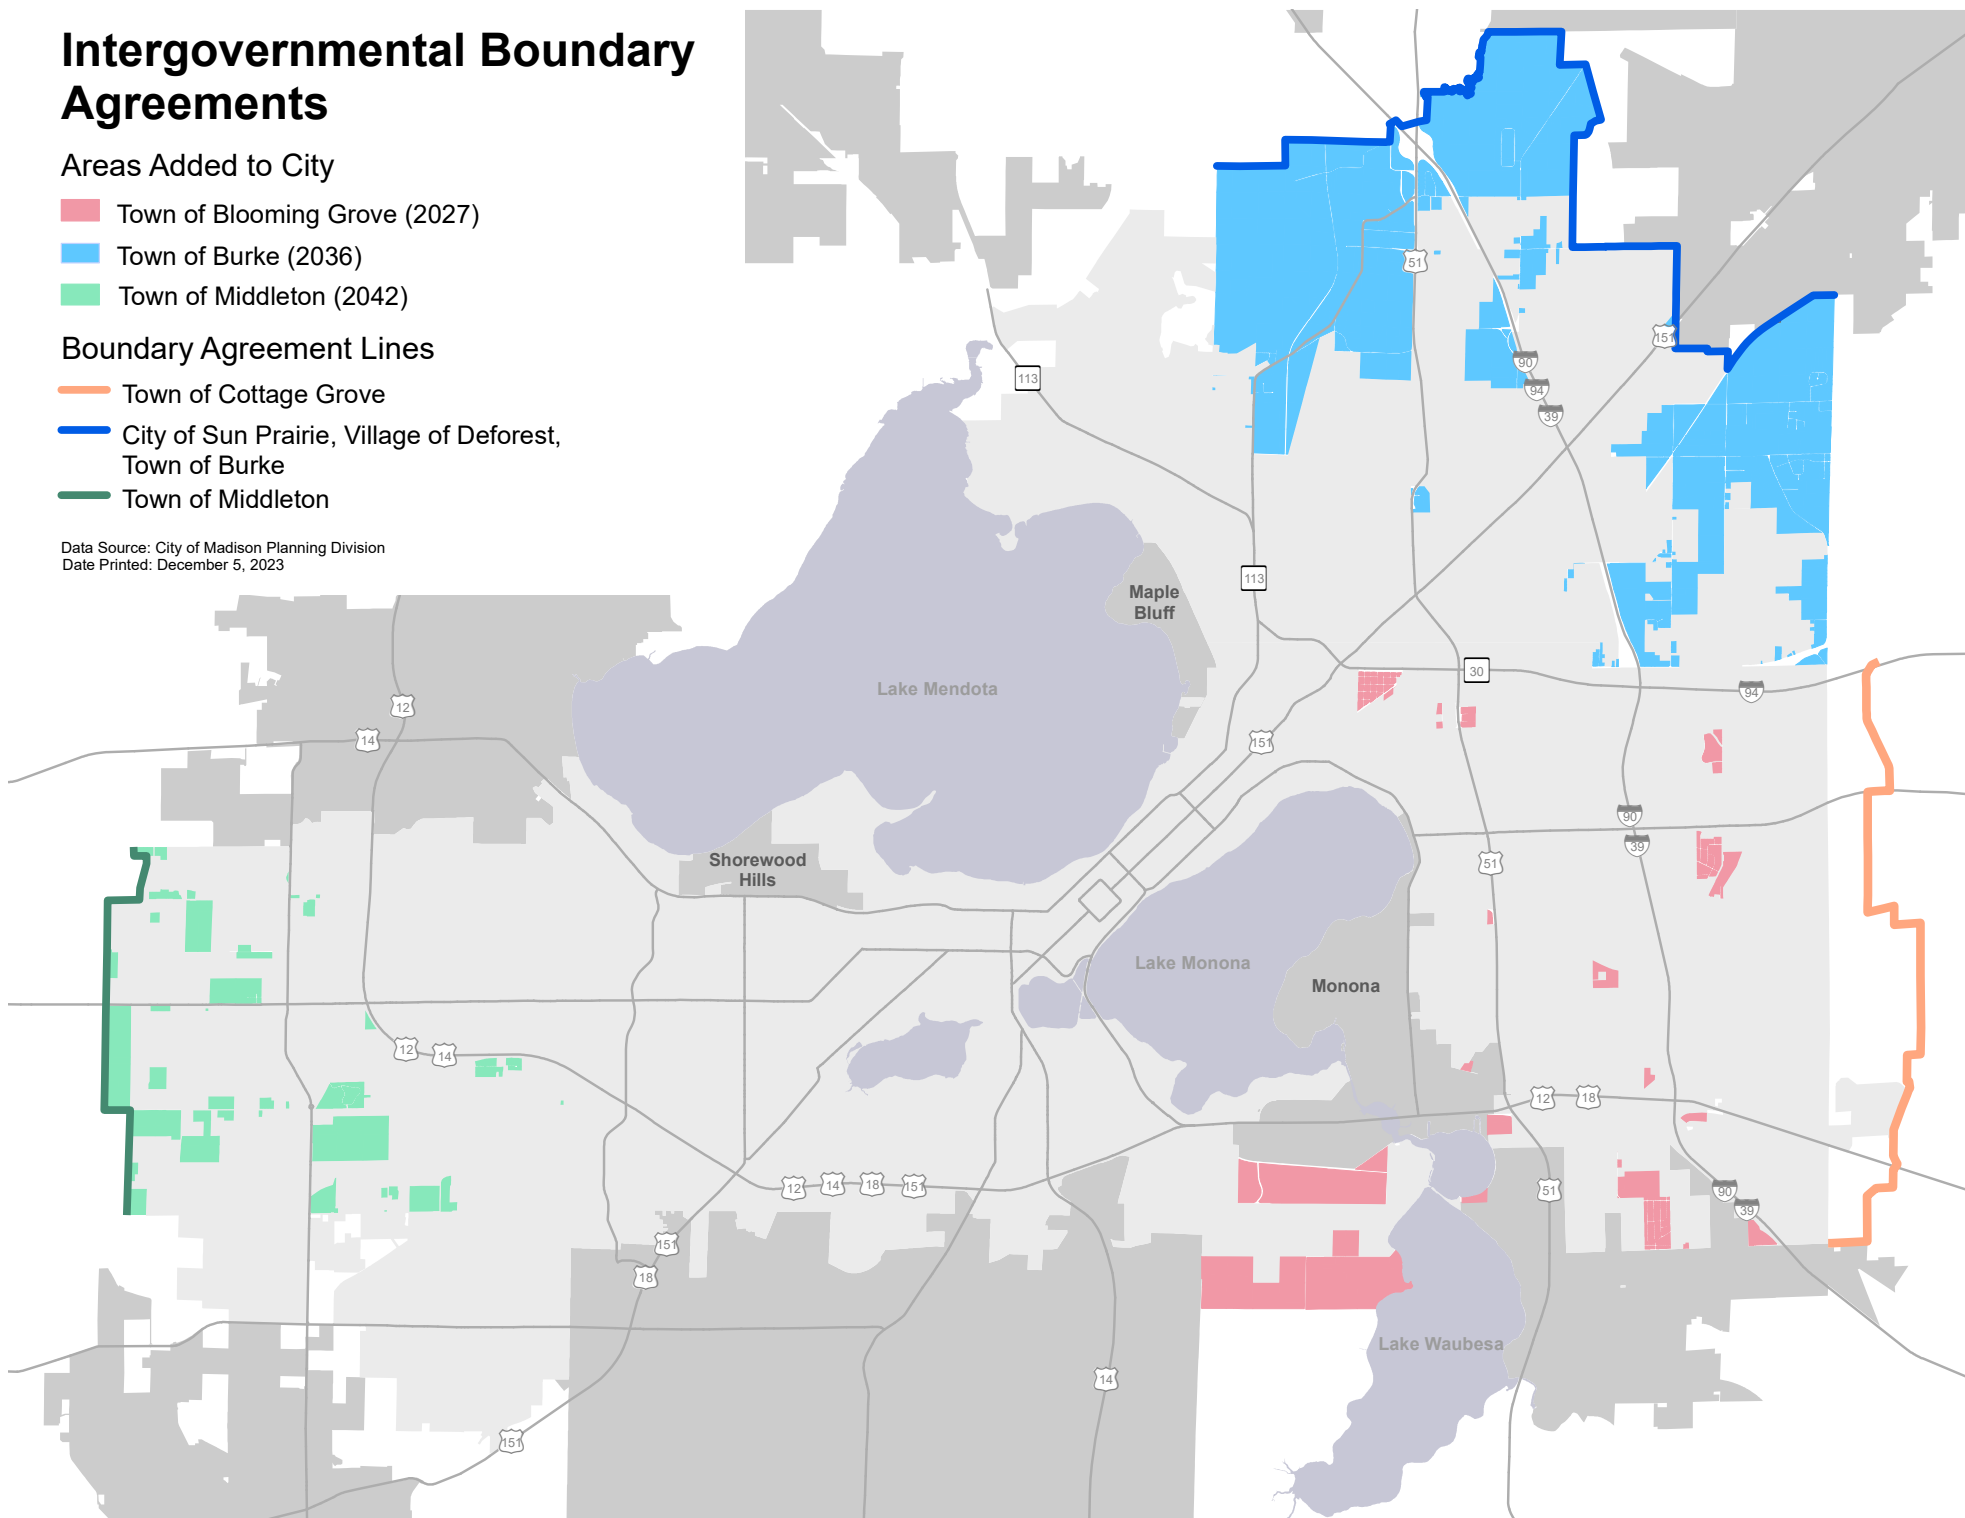 Intergovernmental Boundary
Agreements
Areas Added to City
Town of Blooming Grove (2027)
Town of Burke (2036)
Town of Middleton (2042)
Boundary Agreement Lines
Town of Cottage Grove
City of Sun Prairie, Village of Deforest,
Town of Burke
Town of Middleton
Data Source: City of Madison Planning Division
Date Printed: December 5, 2023
51
151
90
94
39
113
113
Maple
Bluff
Lake Mendota
30
94
12
14
151
90
39
51
Shorewood
Hills
Lake Monona
Monona
12
14
12
18
12
14
18
151
51
90
39
151
18
Lake Waubesa
14
151